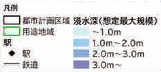 凡例
都市計画区域
用途地域
駅
駅
鉄道
浸水深(想定最大規模)
~1.0m
1.0m~2.0m
2.0m~3.0m
3.0m~